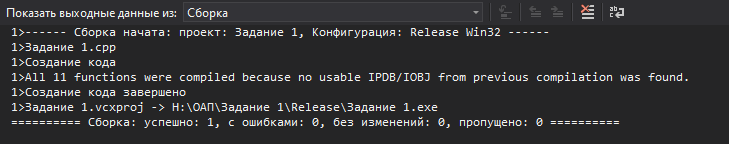 Показать выходные данные из: Сборка
1>------ Сборка начата: проект: Задание 1, Конфигурация: Release Win32 ------
1>Задание 1.cpp
1>Создание кода
1>All 11 functions were compiled because no usable IPDB/IOBJ from previous compilation was found.
1>Создание кода завершено
1>Задание 1.vcxproj -> H:\ОАП\Задание 1\Release\Задание 1.exe
========== Сборка: успешно: 1, с ошибками: 0, без изменений: 0, пропущено: 0 ==========